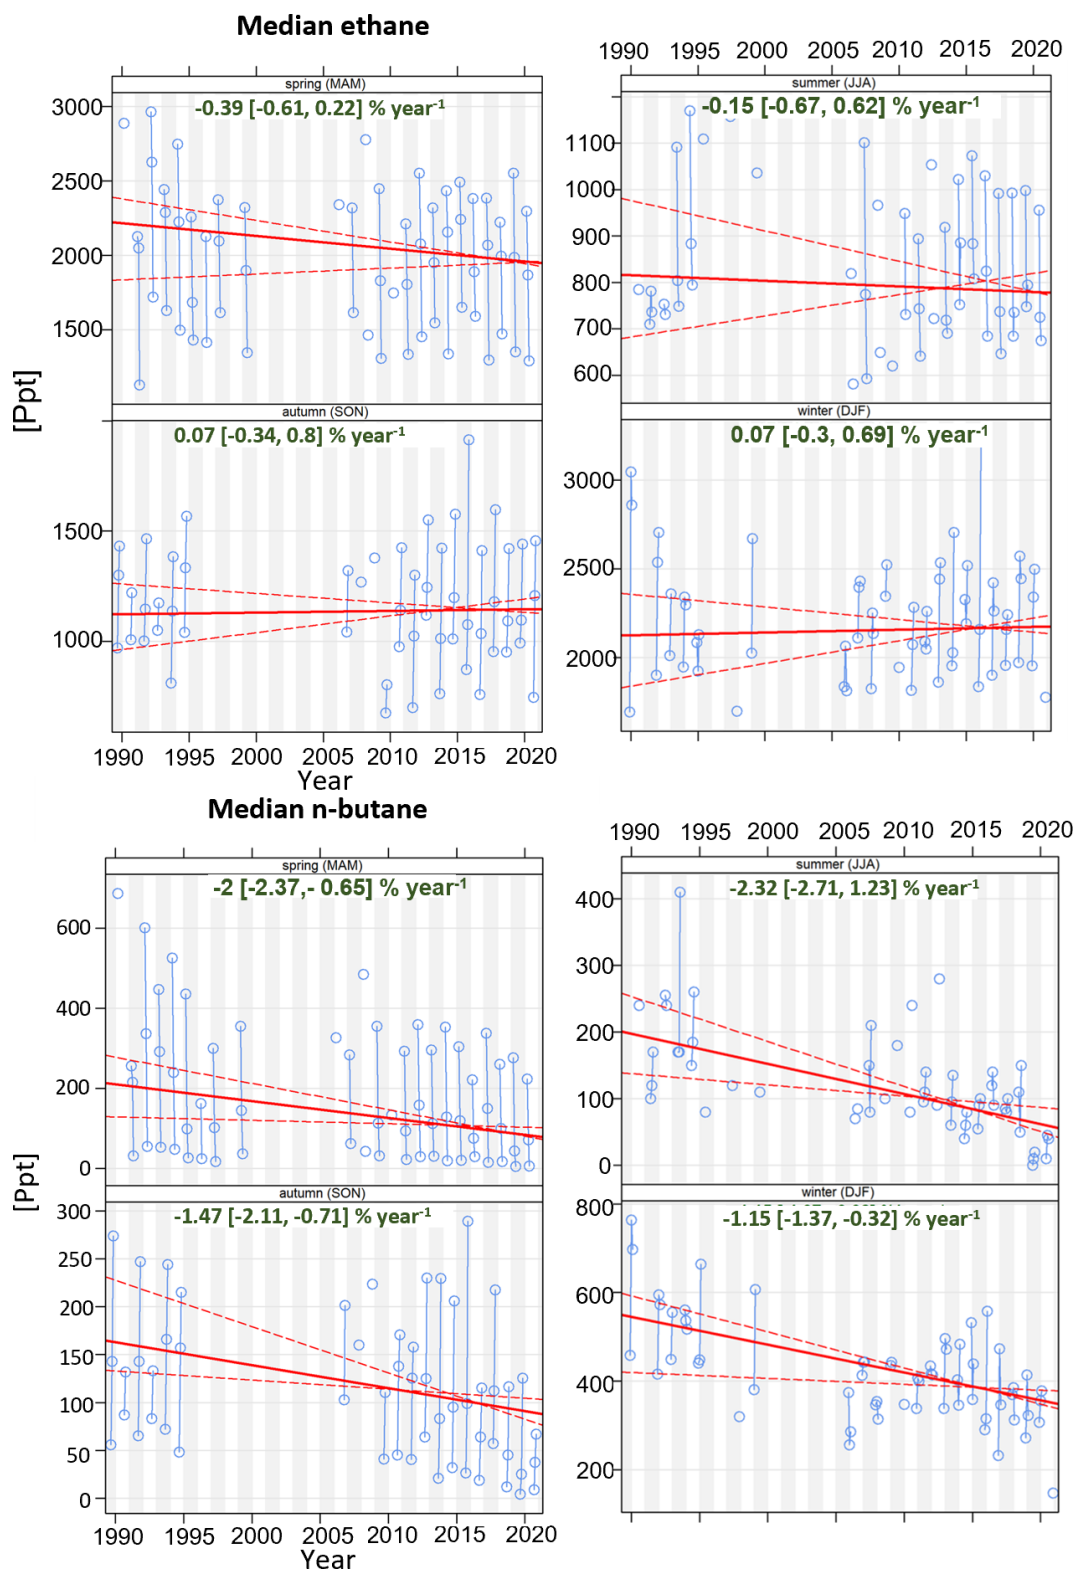 Median ethane
1990 1995 2000 2005 2010 2015 2020
spring (MAM)
-0.39 [-0.61, 0.22] % year-1
3000
2500
2000
1500
summer (JJA)
-0.15 [-0.67, 0.62] % year-1
1100
1000
900
800
700
600
[Ppt]
autumn (SON)
0.07 [-0.34, 0.8] % year-1
1500
1000
winter (DJF)
0.07 [-0.3, 0.69] % year-1
3000
2500
2000
1990 1995 2000 2005 2010 2015 2020
Year
Median n-butane
1990 1995 2000 2005 2010 2015 2020
spring (MAM)
-2 [-2.37,- 0.65] % year-1
600
400
200
0
summer (JJA)
-2.32 [-2.71, 1.23] % year-1
400
300
200
100
0
[Ppt]
autumn (SON)
-1.47 [-2.11, -0.71] % year-1
300
250
200
150
100
50
0
winter (DJF)
-1.15 [-1.37, -0.32] % year-1
800
600
400
200
1990 1995 2000 2005 2010 2015 2020
Year